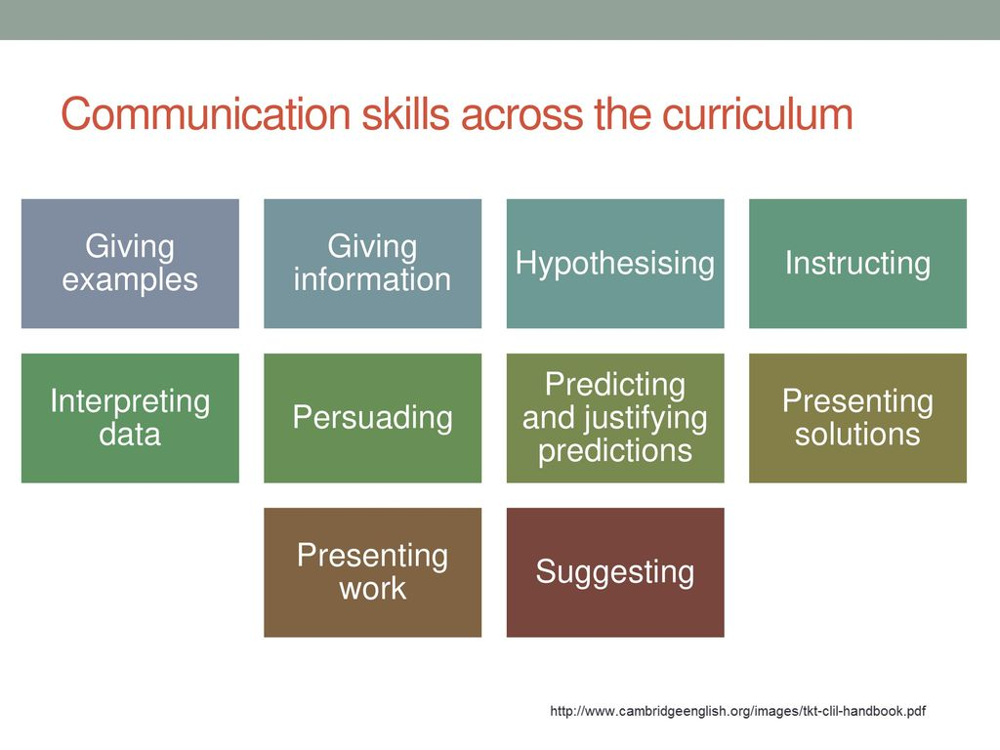 Communication skills across the curriculum
Giving
examples
Giving
information
Hypothesising
Instructing
Interpreting
data
Persuading
Predicting
and justifying
predictions
Presenting
solutions
Presenting
work
Suggesting
http://www.cambridgeenglish.org/images/tkt-clil-handbook.pdf